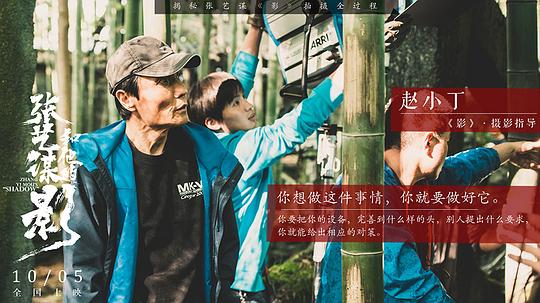 揭秘张艺谋《影》拍摄全过程
ARRI
赵小丁
《影》·摄影指导
张艺谋
和他的
ZHANG
YI MOU'S
"SHADOW"
影
MK-V
你想做这件事情，你就要做好它。
你要把你的设备，完善到什么样的头，别人提出什么要求，
你就能给出相应的对策。
10/05
全国上映